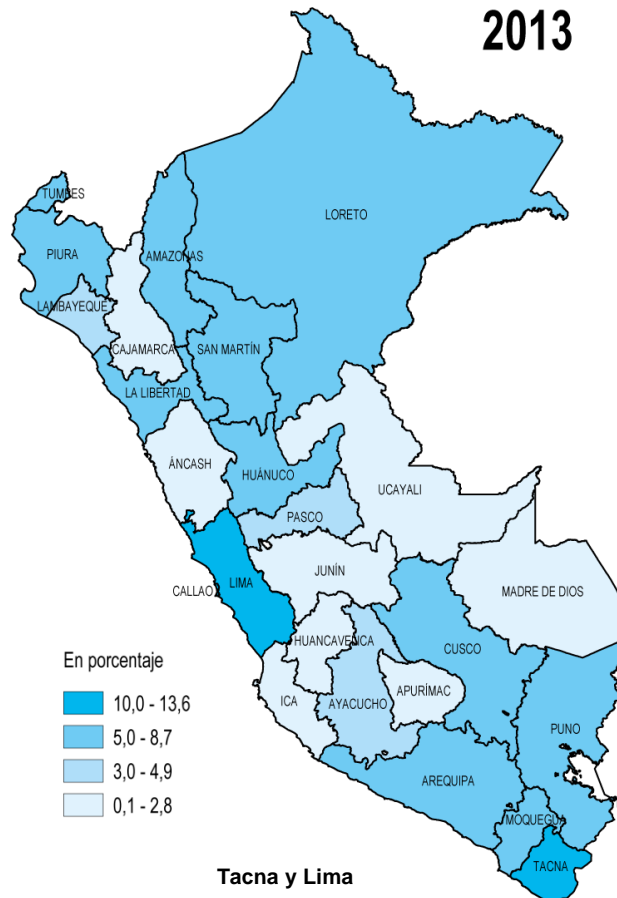 2013
LORETO
TUMBES
PIURA
AMAZONAS
LAMBAYEQUE
CAJAMARCA
SAN MARTÍN
LA LIBERTAD
ÁNCASH
HUÁNUCO
UCAYALI
PASCO
JUNÍN
LIMA
CALLAO
MADRE DE DIOS
HUANCAVELICA
CUSCO
APURÍMAC
ICA
AYACUCHO
PUNO
AREQUIPA
MOQUEGUA
TACNA
En porcentaje
10,0 - 13,6
5,0 - 8,7
3,0 - 4,9
0,1 - 2,8
Tacna y Lima